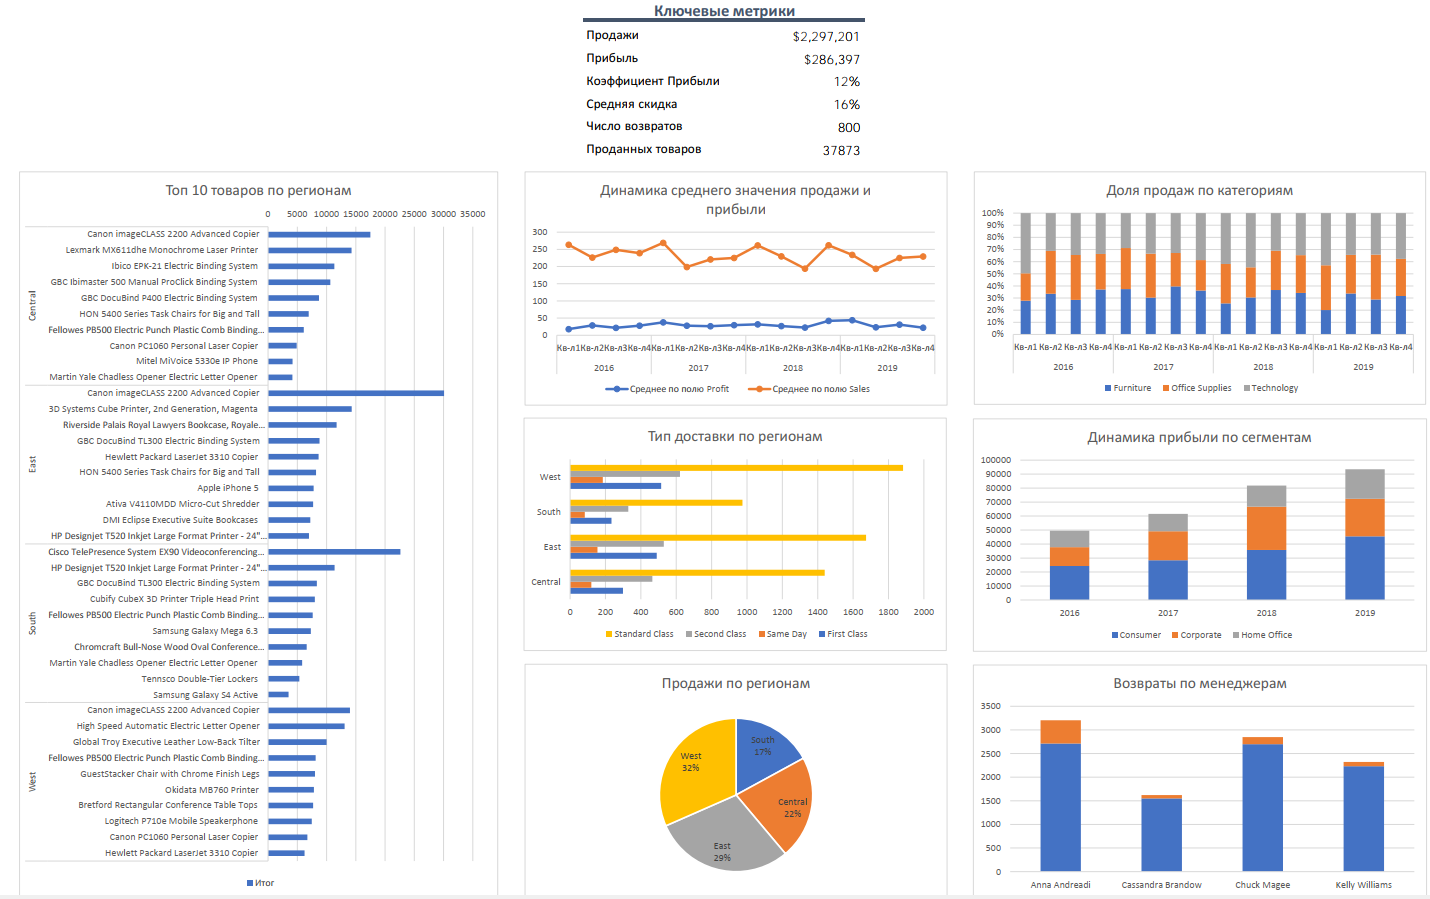 Ключевые метрики
Продажи $2,297,201
Прибыль $286,397
Коэффициент Прибыли 12%
Средняя скидка 16%
Число возвратов 800
Проданных товаров 37873
Топ 10 товаров по регионам
0 5000 10000 15000 20000 25000 30000 35000
Central
Canon imageCLASS 2200 Advanced Copier
Lexmark MX611dhe Monochrome Laser Printer
Ibico EPK-21 Electric Binding System
GBC Ibimaster 500 Manual ProClick Binding System
GBC DocuBind P400 Electric Binding System
HON 5400 Series Task Chairs for Big and Tall
Fellowes PB500 Electric Punch Plastic Comb Binding...
Canon PC1060 Personal Laser Copier
Mitel MiVoice 5330e IP Phone
Martin Yale Chadless Opener Electric Letter Opener
East
Canon imageCLASS 2200 Advanced Copier
3D Systems Cube Printer, 2nd Generation, Magenta
Riverside Palais Royal Lawyers Bookcase, Royale...
GBC DocuBind TL300 Electric Binding System
Hewlett Packard LaserJet 3310 Copier
HON 5400 Series Task Chairs for Big and Tall
Apple iPhone 5
Ativa V4110MDD Micro-Cut Shredder
DMI Eclipse Executive Suite Bookcases
HP Designjet T520 Inkjet Large Format Printer - 24"...
South
Cisco TelePresence System EX90 Videoconferencing...
HP Designjet T520 Inkjet Large Format Printer - 24"...
GBC DocuBind TL300 Electric Binding System
Cubify CubeX 3D Printer Triple Head Print
Fellowes PB500 Electric Punch Plastic Comb Binding...
Samsung Galaxy Mega 6.3
Chromcraft Bull-Nose Wood Oval Conference...
Martin Yale Chadless Opener Electric Letter Opener
Tennsco Double-Tier Lockers
Samsung Galaxy S4 Active
West
Canon imageCLASS 2200 Advanced Copier
High Speed Automatic Electric Letter Opener
Global Troy Executive Leather Low-Back Tilter
Fellowes PB500 Electric Punch Plastic Comb Binding...
GuestStacker Chair with Chrome Finish Legs
Okidata MB760 Printer
Bretford Rectangular Conference Table Tops
Logitech P710e Mobile Speakerphone
Canon PC1060 Personal Laser Copier
Hewlett Packard LaserJet 3310 Copier
Итог
Динамика среднего значения продажи и
прибыли
300
250
200
150
100
50
0
Кв-л1 Кв-л2 Кв-л3 Кв-л4 Кв-л1 Кв-л2 Кв-л3 Кв-л4 Кв-л1 Кв-л2 Кв-л3 Кв-л4 Кв-л1 Кв-л2 Кв-л3 Кв-л4
2016 2017 2018 2019
Среднее по полю Profit Среднее по полю Sales
Тип доставки по регионам
West
South
East
Central
0 200 400 600 800 1000 1200 1400 1600 1800 2000
Standard Class Second Class Same Day First Class
Продажи по регионам
South
17%
West
32%
Central
22%
East
29%
Доля продаж по категориям
100%
90%
80%
70%
60%
50%
40%
30%
20%
10%
0%
Кв-л1 Кв-л2 Кв-л3 Кв-л4 Кв-л1 Кв-л2 Кв-л3 Кв-л4 Кв-л1 Кв-л2 Кв-л3 Кв-л4 Кв-л1 Кв-л2 Кв-л3 Кв-л4
2016 2017 2018 2019
Furniture Office Supplies Technology
Динамика прибыли по сегментам
100000
90000
80000
70000
60000
50000
40000
30000
20000
10000
0
2016 2017 2018 2019
Consumer Corporate Home Office
Возвраты по менеджерам
3500
3000
2500
2000
1500
1000
500
0
Anna Andreadi Cassandra Brandow Chuck Magee Kelly Williams